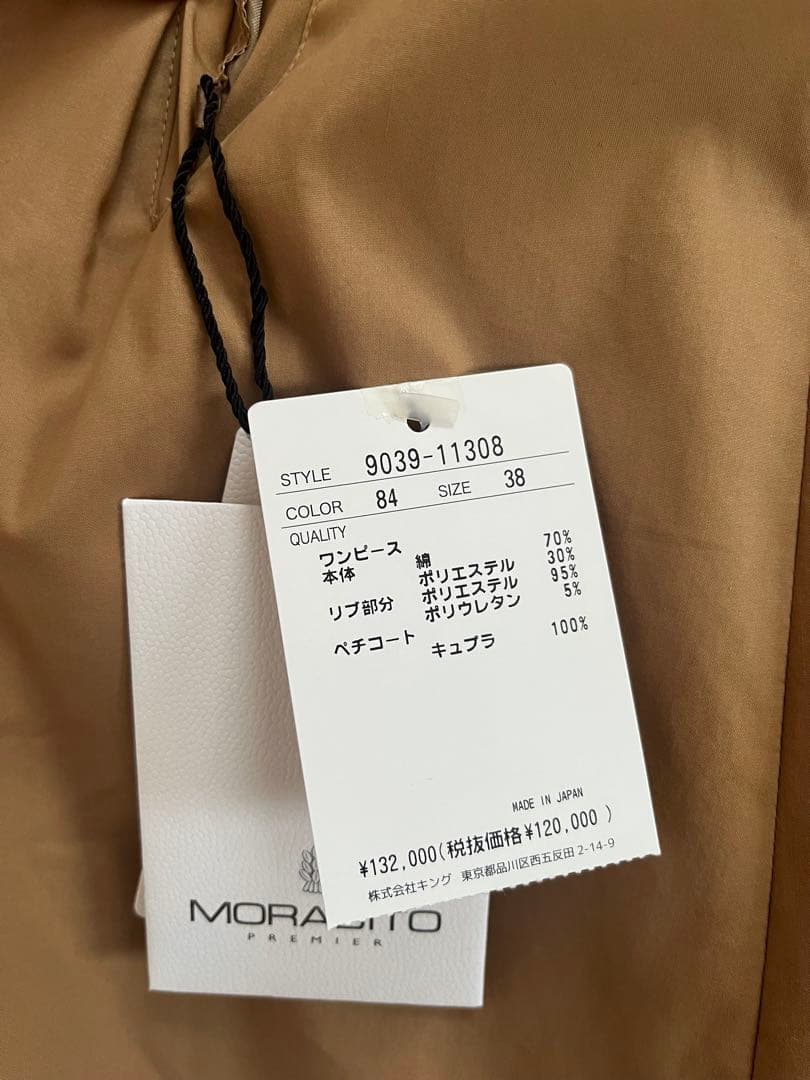 STYLE 9039-11308
COLOR 84 SIZE 38
QUALITY
ワンピース
本体 綿 70%
ポリエステル 30%
リブ部分 ポリエステル 95%
ポリウレタン 5%
ペチコート キュプラ 100%
MADE IN JAPAN
¥132,000(税抜価格¥120,000 )
株式会社キング 東京都品川区西五反田 2-14-9
MORABITO
PREMIER